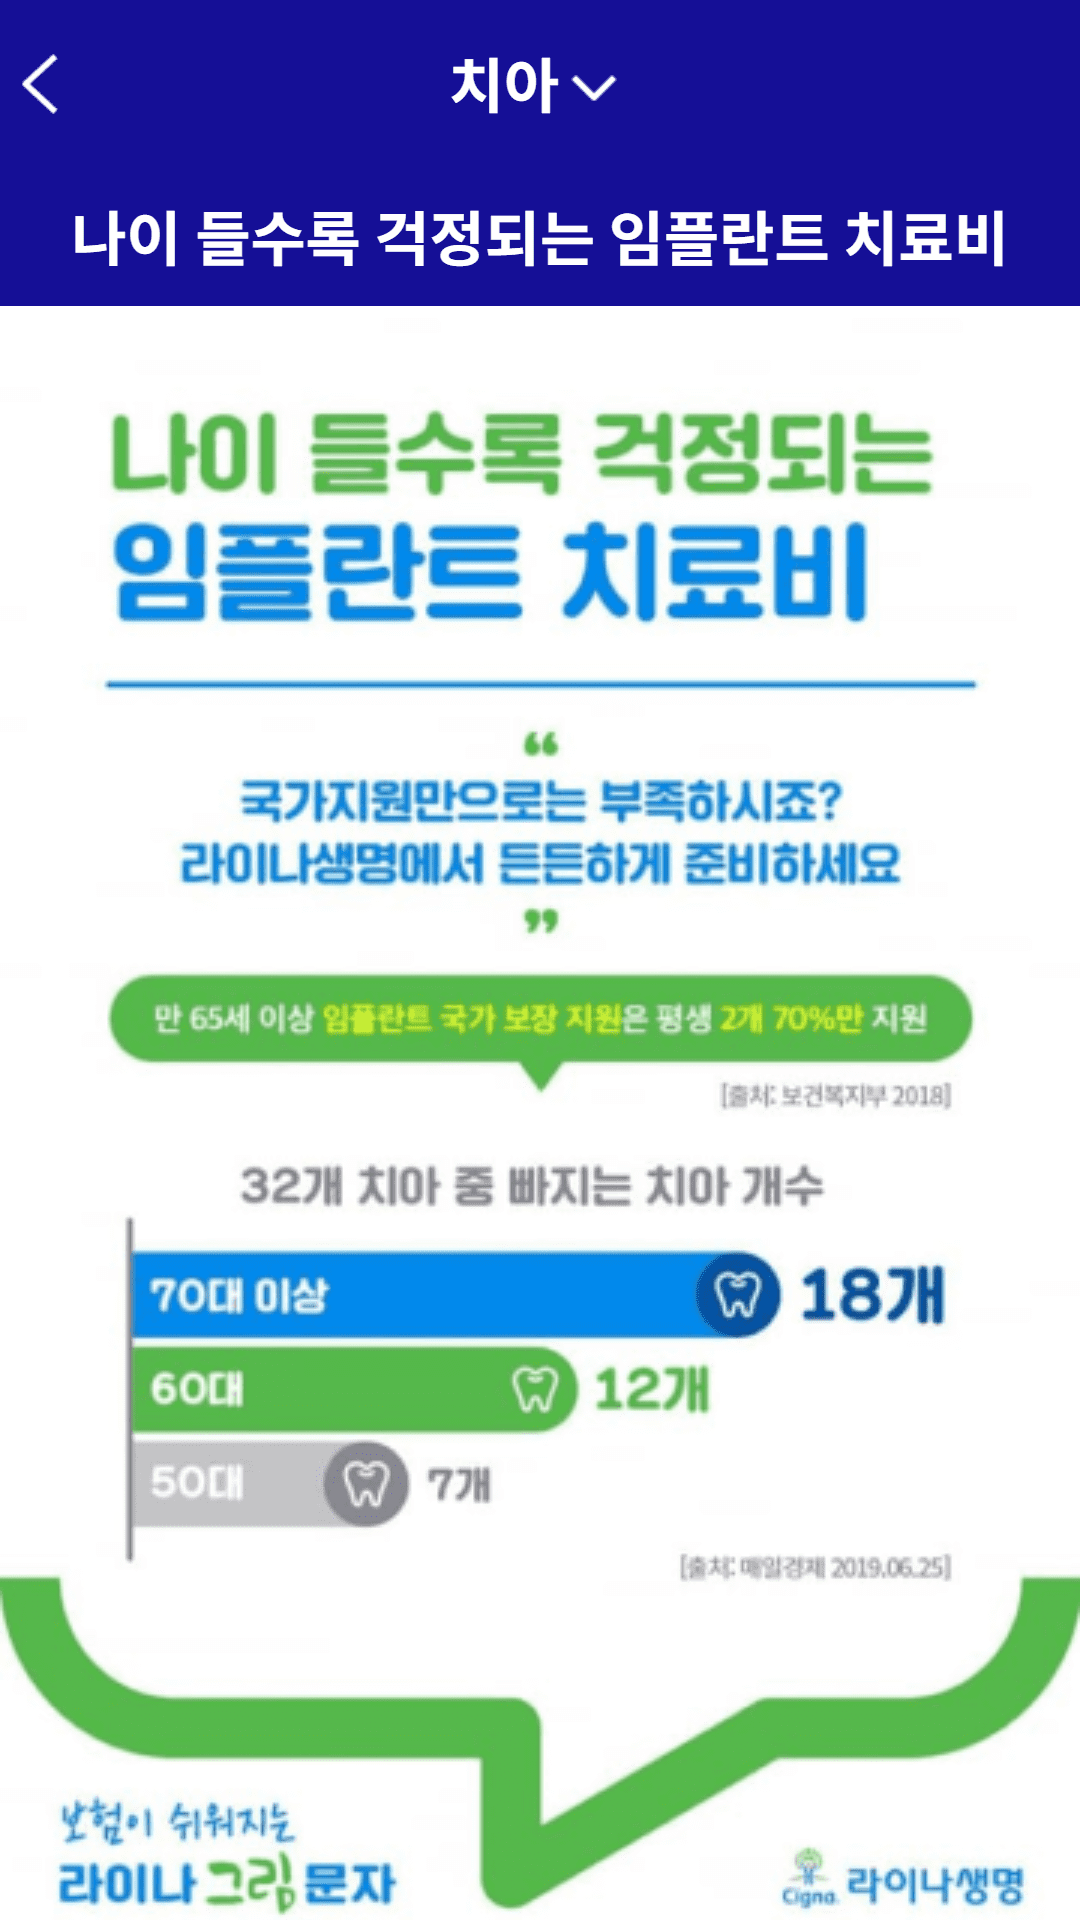 치아
나이 들수록 걱정되는 임플란트 치료비
나이 들수록 걱정되는
임플란트 치료비
“
국가지원만으로는 부족하시죠?
라이나생명에서 든든하게 준비하세요
”
만 65세 이상 임플란트 국가 보장 지원은 평생 2개 70%만 지원
[출처: 보건복지부 2018]
32개 치아 중 빠지는 치아 개수
70대 이상 18개
60대 12개
50대 7개
[출처: 매일경제 2019.06.25]
보험이 쉬워지는
라이나 그림 문자
Cigna. 라이나생명